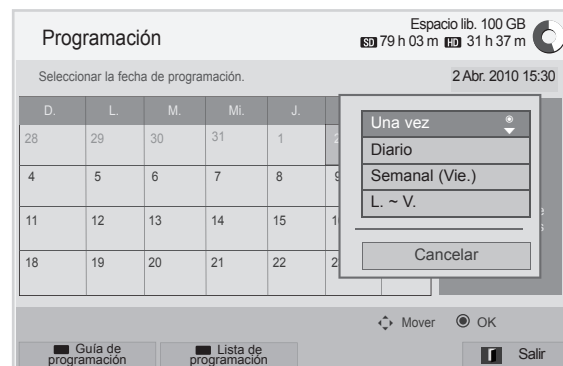 Programación
Espacio lib. 100 GB
SD 79 h 03 m HD 31 h 37 m
Seleccionar la fecha de programación.
2 Abr. 2010 15:30
D. L. M. Mi. J.
28 29 30 31 1 2
4 5 6 7 8 9
11 12 13 14 15
18 19 20 21 22
Una vez
Diario
Semanal (Vie.)
L. ~ V.
Cancelar
Mover OK
Guía de programación
Lista de programación
Salir